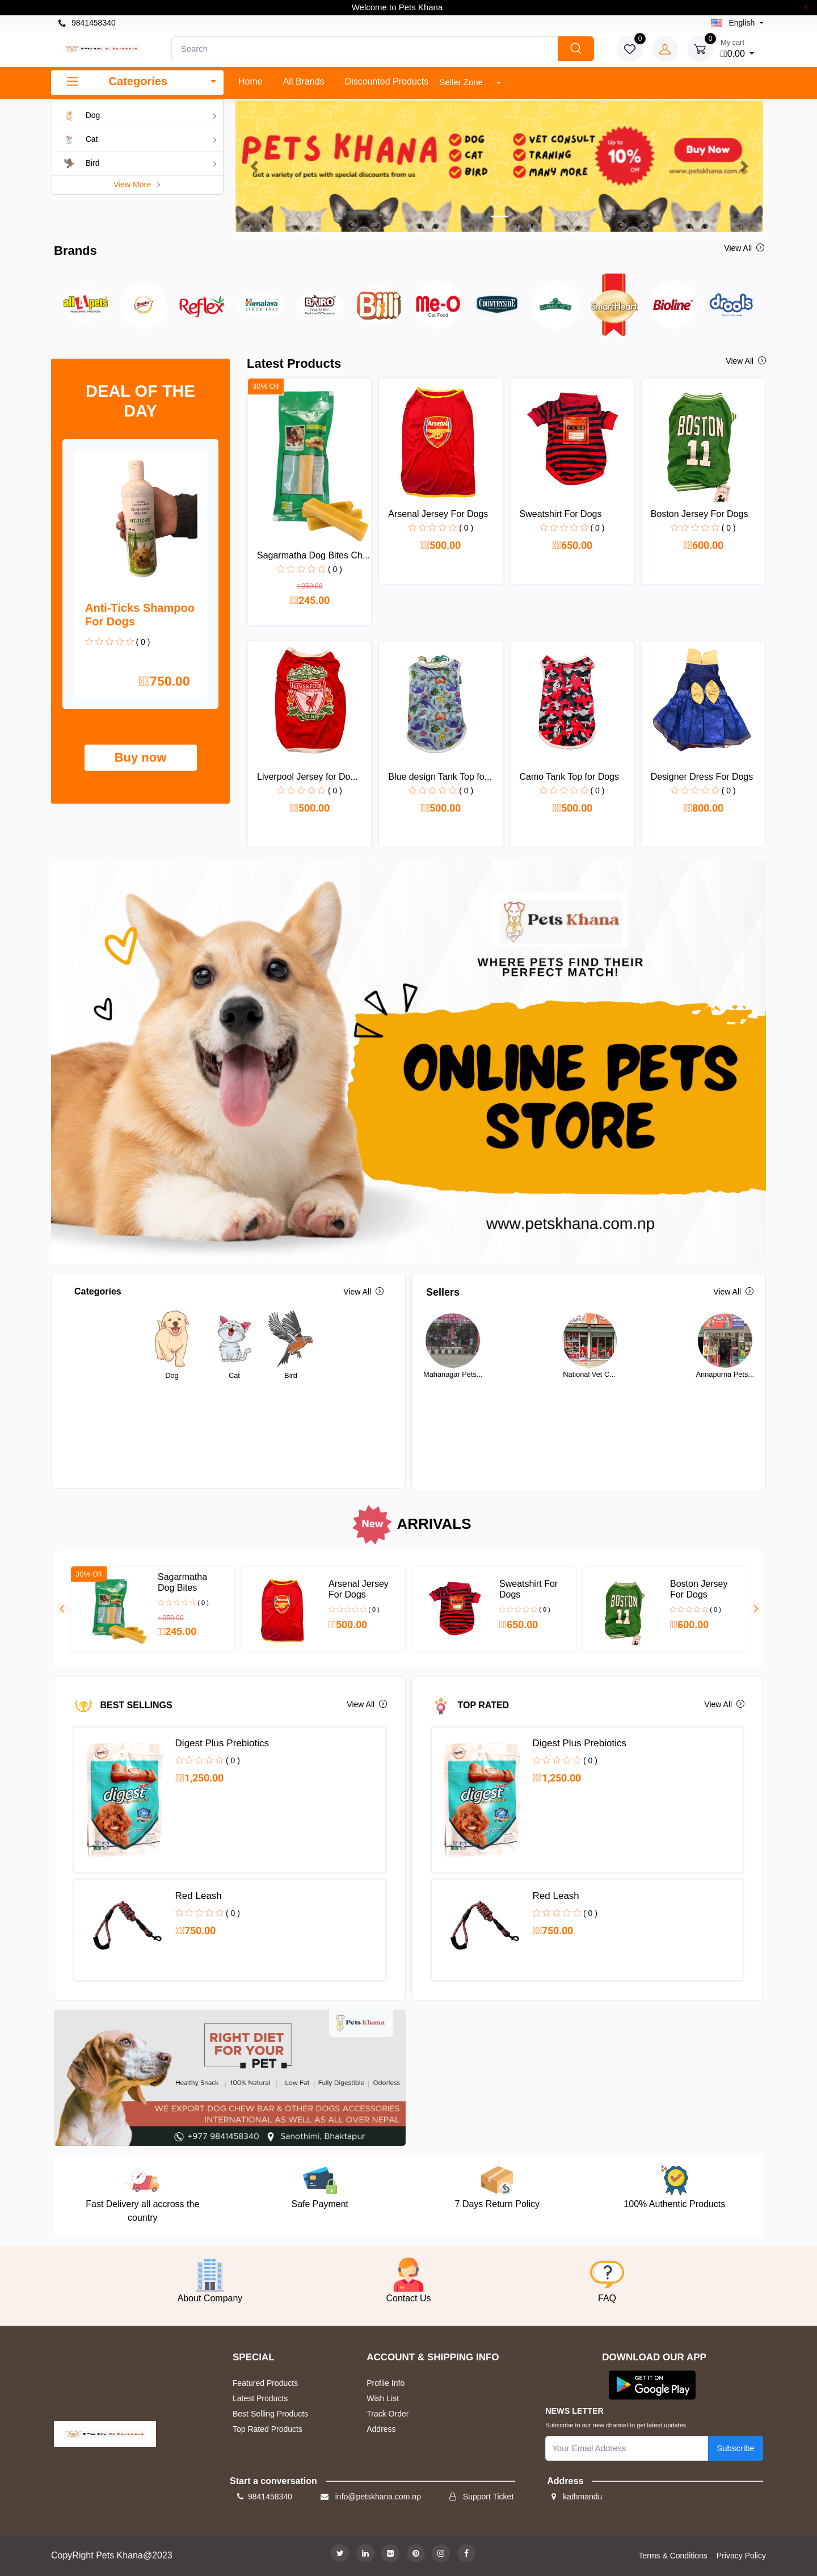 Welcome to Pets Khana
X
9841458340
English
Pets Khana
Search
0
0
My cart
0.00
Categories
Home
All Brands
Discounted Products
Seller Zone
Dog
Cat
Bird
View More
PETS KHANA
Get a variety of pets with special discounts from us
DOG
CAT
BIRD
VET CONSULT
TRANING
MANY MORE
Up to
10%
Off
Buy Now
www.petskhana.com.np
Brands
View All
all4pets
Reflex
Himalaya
SINCE 1930
BAIRO
Billi
me-O
Cat Food
COUNTRYSIDE
SmartHeart
Bioline
drools
DEAL OF THE
DAY
Anti-Ticks Shampoo
For Dogs
( 0 )
750.00
Buy now
Latest Products
View All
30% Off
Sagarmatha Dog Bites Ch...
( 0 )
350.00
245.00
Arsenal
Arsenal Jersey For Dogs
( 0 )
500.00
Sweatshirt For Dogs
( 0 )
650.00
BOSTON
11
Boston Jersey For Dogs
( 0 )
600.00
LIVERPOOL
Liverpool Jersey for Do...
( 0 )
500.00
Blue design Tank Top fo...
( 0 )
500.00
Camo Tank Top for Dogs
( 0 )
500.00
Designer Dress For Dogs
( 0 )
800.00
Pets Khana
WHERE PETS FIND THEIR
PERFECT MATCH!
ONLINE PETS
STORE
www.petskhana.com.np
Categories
View All
Dog
Cat
Bird
Sellers
View All
Mahanagar Pets...
National Vet C...
Annapurna Pets...
New
ARRIVALS
30% Off
Sagarmatha
Dog Bites
( 0 )
350.00
245.00
Arsenal Jersey
For Dogs
( 0 )
500.00
Sweatshirt For
Dogs
( 0 )
650.00
BOSTON
11
Boston Jersey
For Dogs
( 0 )
600.00
BEST SELLINGS
View All
digest
Digest Plus Prebiotics
( 0 )
1,250.00
Red Leash
( 0 )
750.00
TOP RATED
View All
digest
Digest Plus Prebiotics
( 0 )
1,250.00
Red Leash
( 0 )
750.00
Pets Khana
RIGHT DIET
FOR YOUR
PET
Healthy Snack
100% Natural
Low Fat
Fully Digestible
Odorless
WE EXPORT DOG CHEW BAR & OTHER DOGS ACCESSORIES
INTERNATIONAL AS WELL AS ALL OVER NEPAL
+977 9841458340
Sanothimi, Bhaktapur
Fast Delivery all accross the
country
Safe Payment
7 Days Return Policy
100% Authentic Products
About Company
Contact Us
FAQ
Pets Khana
SPECIAL
Featured Products
Latest Products
Best Selling Products
Top Rated Products
ACCOUNT & SHIPPING INFO
Profile Info
Wish List
Track Order
Address
DOWNLOAD OUR APP
GET IT ON
Google Play
NEWS LETTER
Subscribe to our new channel to get latest updates
Your Email Address
Subscribe
Start a conversation
9841458340
info@petskhana.com.np
Support Ticket
Address
kathmandu
CopyRight Pets Khana@2023
Terms & Conditions
Privacy Policy